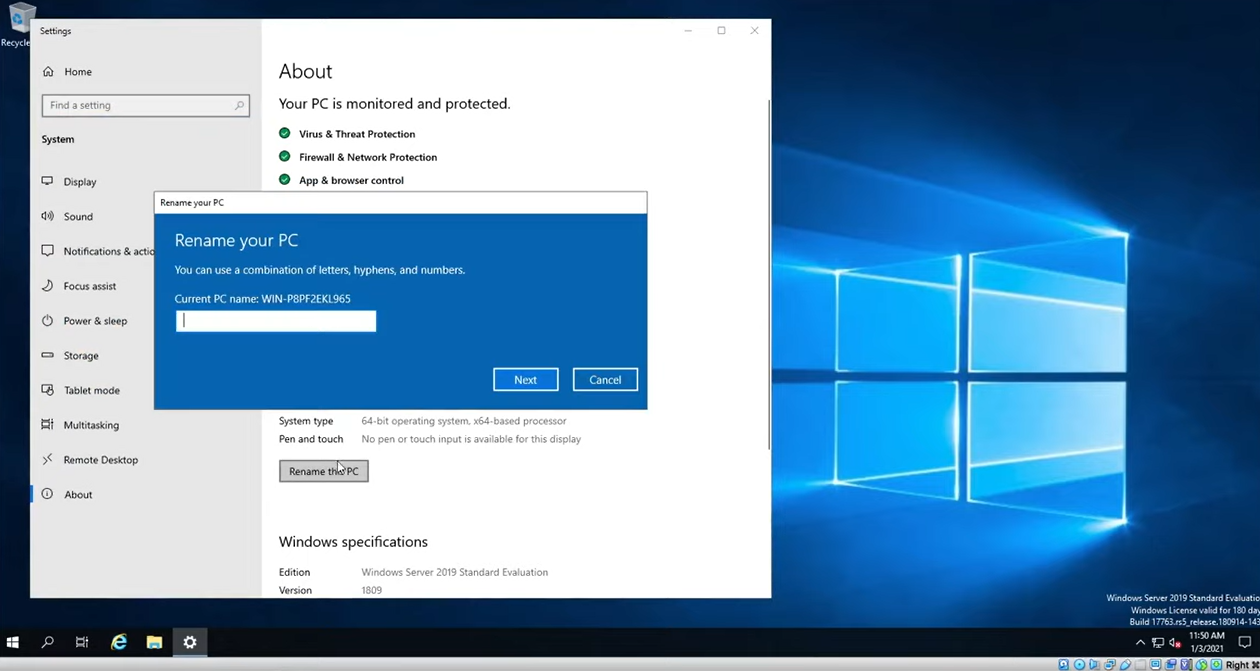 Recycle
Settings
Home
Find a setting
System
Display
Sound
Notifications & actio
Focus assist
Power & sleep
Storage
Tablet mode
Multitasking
Remote Desktop
About
About
Your PC is monitored and protected.
Virus & Threat Protection
Firewall & Network Protection
App & browser control
Rename your PC
Rename your PC
You can use a combination of letters, hyphens, and numbers.
Current PC name: WIN-P8PF2EKL965
Next
Cancel
System type 64-bit operating system, x64-based processor
Pen and touch No pen or touch input is available for this display
Rename this PC
Windows specifications
Edition Windows Server 2019 Standard Evaluation
Version 1809
Windows Server 2019 Standard Evaluatio
Windows License valid for 180 day
Build 17763.rs5_release.180914-143
11:50 AM
1/3/2021
Right ⌘